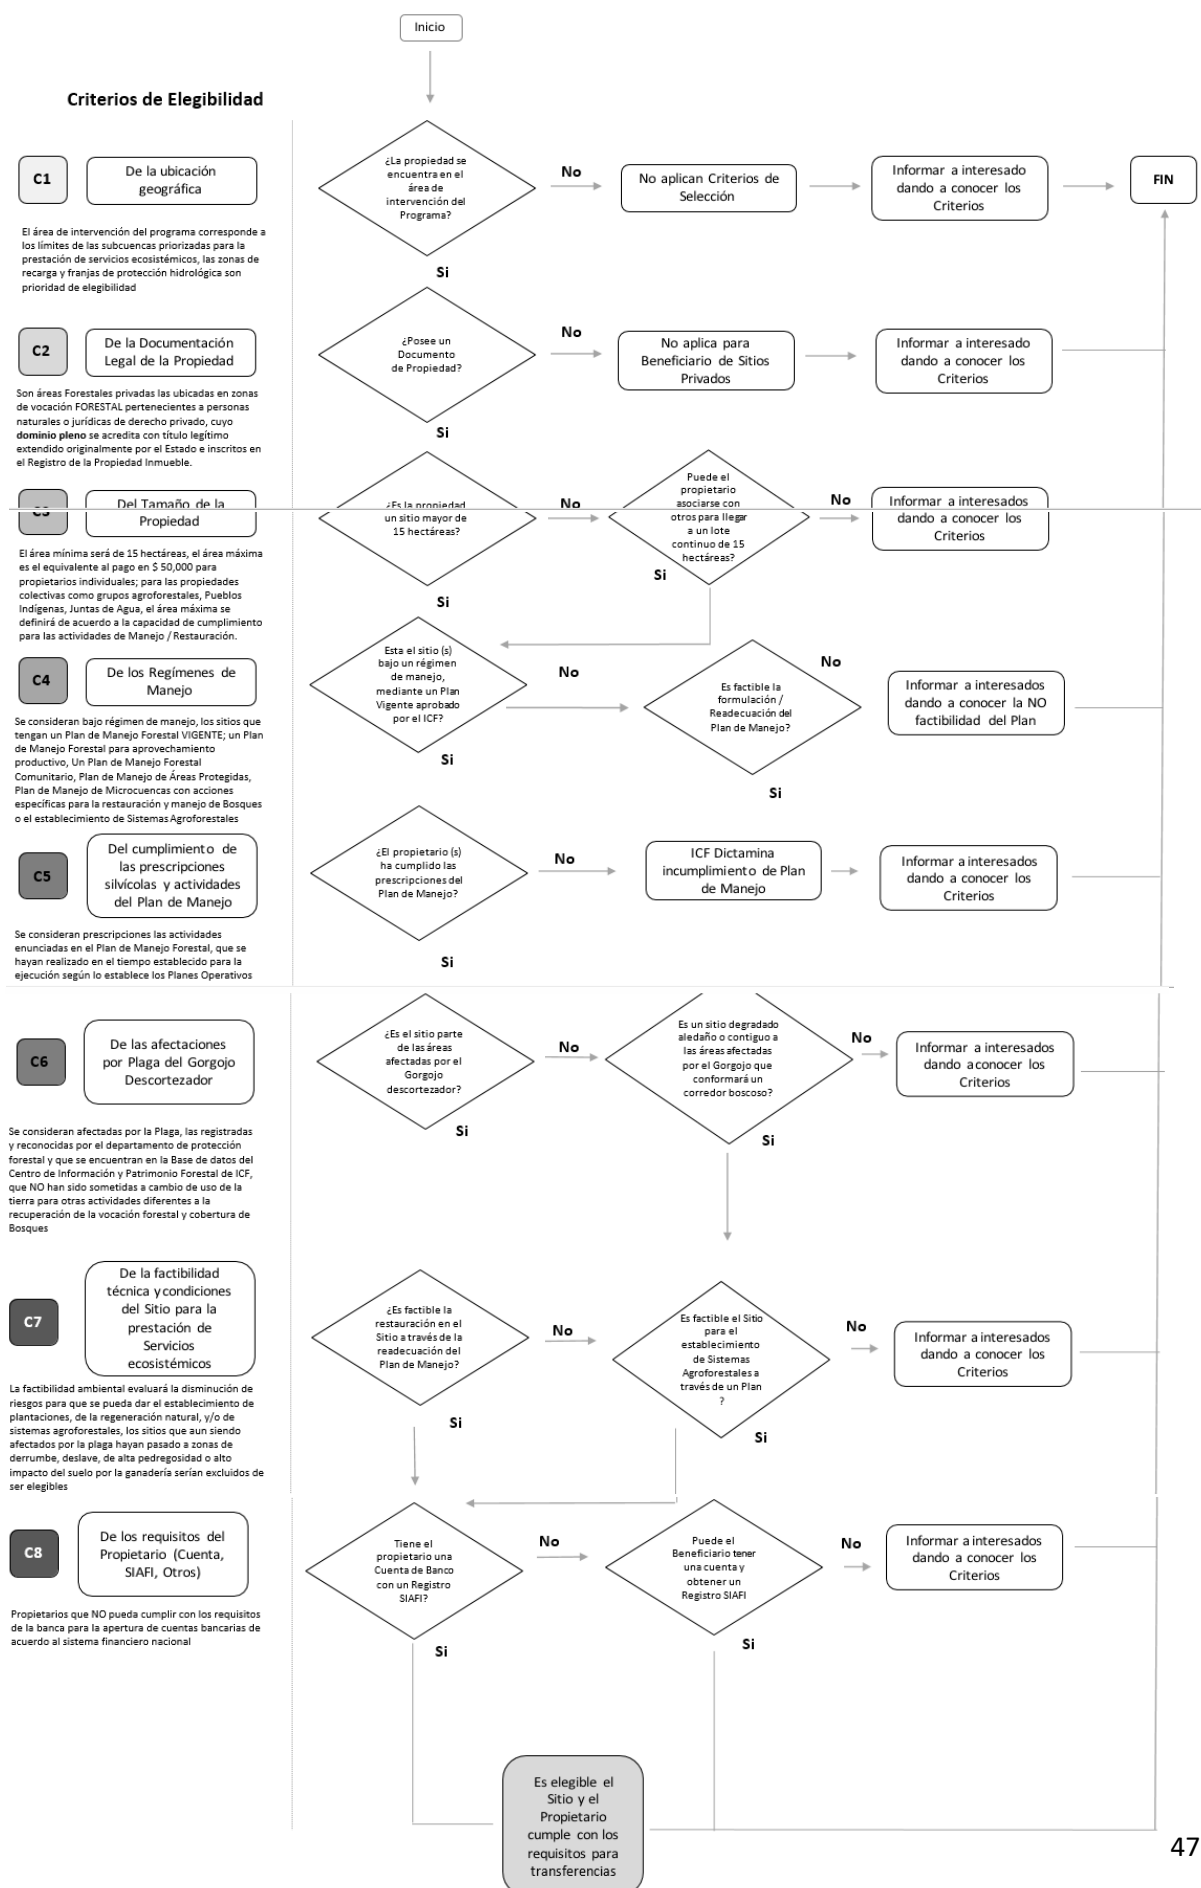 Inicio
Criterios de Elegibilidad
C1
De la ubicación
geográfica
El área de intervención del programa corresponde a
los límites de las subcuencas priorizadas para la
prestación de servicios ecosistémicos, las zonas de
recarga y franjas de protección hidrológica son
prioridad de elegibilidad
¿La propiedad se
encuentra en el
área de
intervención del
Programa?
No
Si
No aplican Criterios de
Selección
Informar a interesado
dando a conocer los
Criterios
FIN
C2
De la Documentación
Legal de la Propiedad
Son áreas Forestales privadas las ubicadas en zonas
de vocación FORESTAL pertenecientes a personas
naturales o jurídicas de derecho privado, cuyo
dominio pleno se acredita con título legítimo
extendido originalmente por el Estado e inscritos en
el Registro de la Propiedad Inmueble.
¿Posee un
Documento
de Propiedad?
No
Si
No aplica para
Beneficiario de Sitios
Privados
Informar a interesado
dando a conocer los
Criterios
C3
Del Tamaño de la
Propiedad
El área mínima será de 15 hectáreas, el área máxima
es el equivalente al pago en $ 50,000 para
propietarios individuales; para las propiedades
colectivas como grupos agroforestales, Pueblos
Indígenas, Juntas de Agua, el área máxima se
definirá de acuerdo a la capacidad de cumplimiento
para las actividades de Manejo / Restauración.
¿Es la propiedad
un sitio mayor de
15 hectáreas?
No
Si
Puede el
propietario
asociarse con
otros para llegar
a un lote
continuo de 15
hectáreas?
No
Si
Informar a interesados
dando a conocer los
Criterios
C4
De los Regímenes de
Manejo
Se consideran bajo régimen de manejo, los sitios que
tengan un Plan de Manejo Forestal VIGENTE; un Plan
de Manejo Forestal para aprovechamiento
productivo, Un Plan de Manejo Forestal
Comunitario, Plan de Manejo de Áreas Protegidas,
Plan de Manejo de Microcuencas con acciones
específicas para la restauración y manejo de Bosques
o el establecimiento de Sistemas Agroforestales
Esta el sitio (s)
bajo un régimen
de manejo,
mediante un Plan
Vigente aprobado
por el ICF?
No
Si
Es factible la
formulación /
Readecuación del
Plan de Manejo?
No
Si
Informar a interesados
dando a conocer la NO
factibilidad del Plan
C5
Del cumplimiento de
las prescripciones
silvícolas y actividades
del Plan de Manejo
Se consideran prescripciones las actividades
enunciadas en el Plan de Manejo Forestal, que se
hayan realizado en el tiempo establecido para la
ejecución según lo establece los Planes Operativos
¿El propietario (s)
ha cumplido las
prescripciones del
Plan de Manejo?
No
Si
ICF Dictamina
incumplimiento de Plan
de Manejo
Informar a interesados
dando a conocer los
Criterios
C6
De las afectaciones
por Plaga del Gorgojo
Descortezador
Se consideran afectadas por la Plaga, las registradas
y reconocidas por el departamento de protección
forestal y que se encuentran en la Base de datos del
Centro de Información y Patrimonio Forestal de ICF,
que NO han sido sometidas a cambio de uso de la
tierra para otras actividades diferentes a la
recuperación de la vocación forestal y cobertura de
Bosques
¿Es el sitio parte
de las áreas
afectadas por el
Gorgojo
descortezador?
No
Si
Es un sitio degradado
aledaño o contiguo a
las áreas afectadas
por el Gorgojo que
conformará un
corredor boscoso?
No
Si
Informar a interesados
dando a conocer los
Criterios
C7
De la factibilidad
técnica y condiciones
del Sitio para la
prestación de
Servicios
ecosistémicos
La factibilidad ambiental evaluará la disminución de
riesgos para que se pueda dar el establecimiento de
plantaciones, de la regeneración natural, y/o de
sistemas agroforestales, los sitios que aun siendo
afectados por la plaga hayan pasado a zonas de
derrumbe, deslave, de alta pedregosidad o alto
impacto del suelo por la ganadería serían excluidos de
ser elegibles
¿Es factible la
restauración en el
Sitio a través de la
readecuación del
Plan de Manejo?
No
Si
Es factible el Sitio
para el
establecimiento
de Sistemas
Agroforestales a
través de un Plan
?
No
Si
Informar a interesados
dando a conocer los
Criterios
C8
De los requisitos del
Propietario (Cuenta,
SIAFI, Otros)
Propietarios que NO pueda cumplir con los requisitos
de la banca para la apertura de cuentas bancarias de
acuerdo al sistema financiero nacional
Tiene el
propietario una
Cuenta de Banco
con un Registro
SIAFI?
No
Si
Puede el
Beneficiario tener
una cuenta y
obtener un
Registro SIAFI
No
Si
Informar a interesados
dando a conocer los
Criterios
Es elegible el
Sitio y el
Propietario
cumple con los
requisitos para
transferencias
47